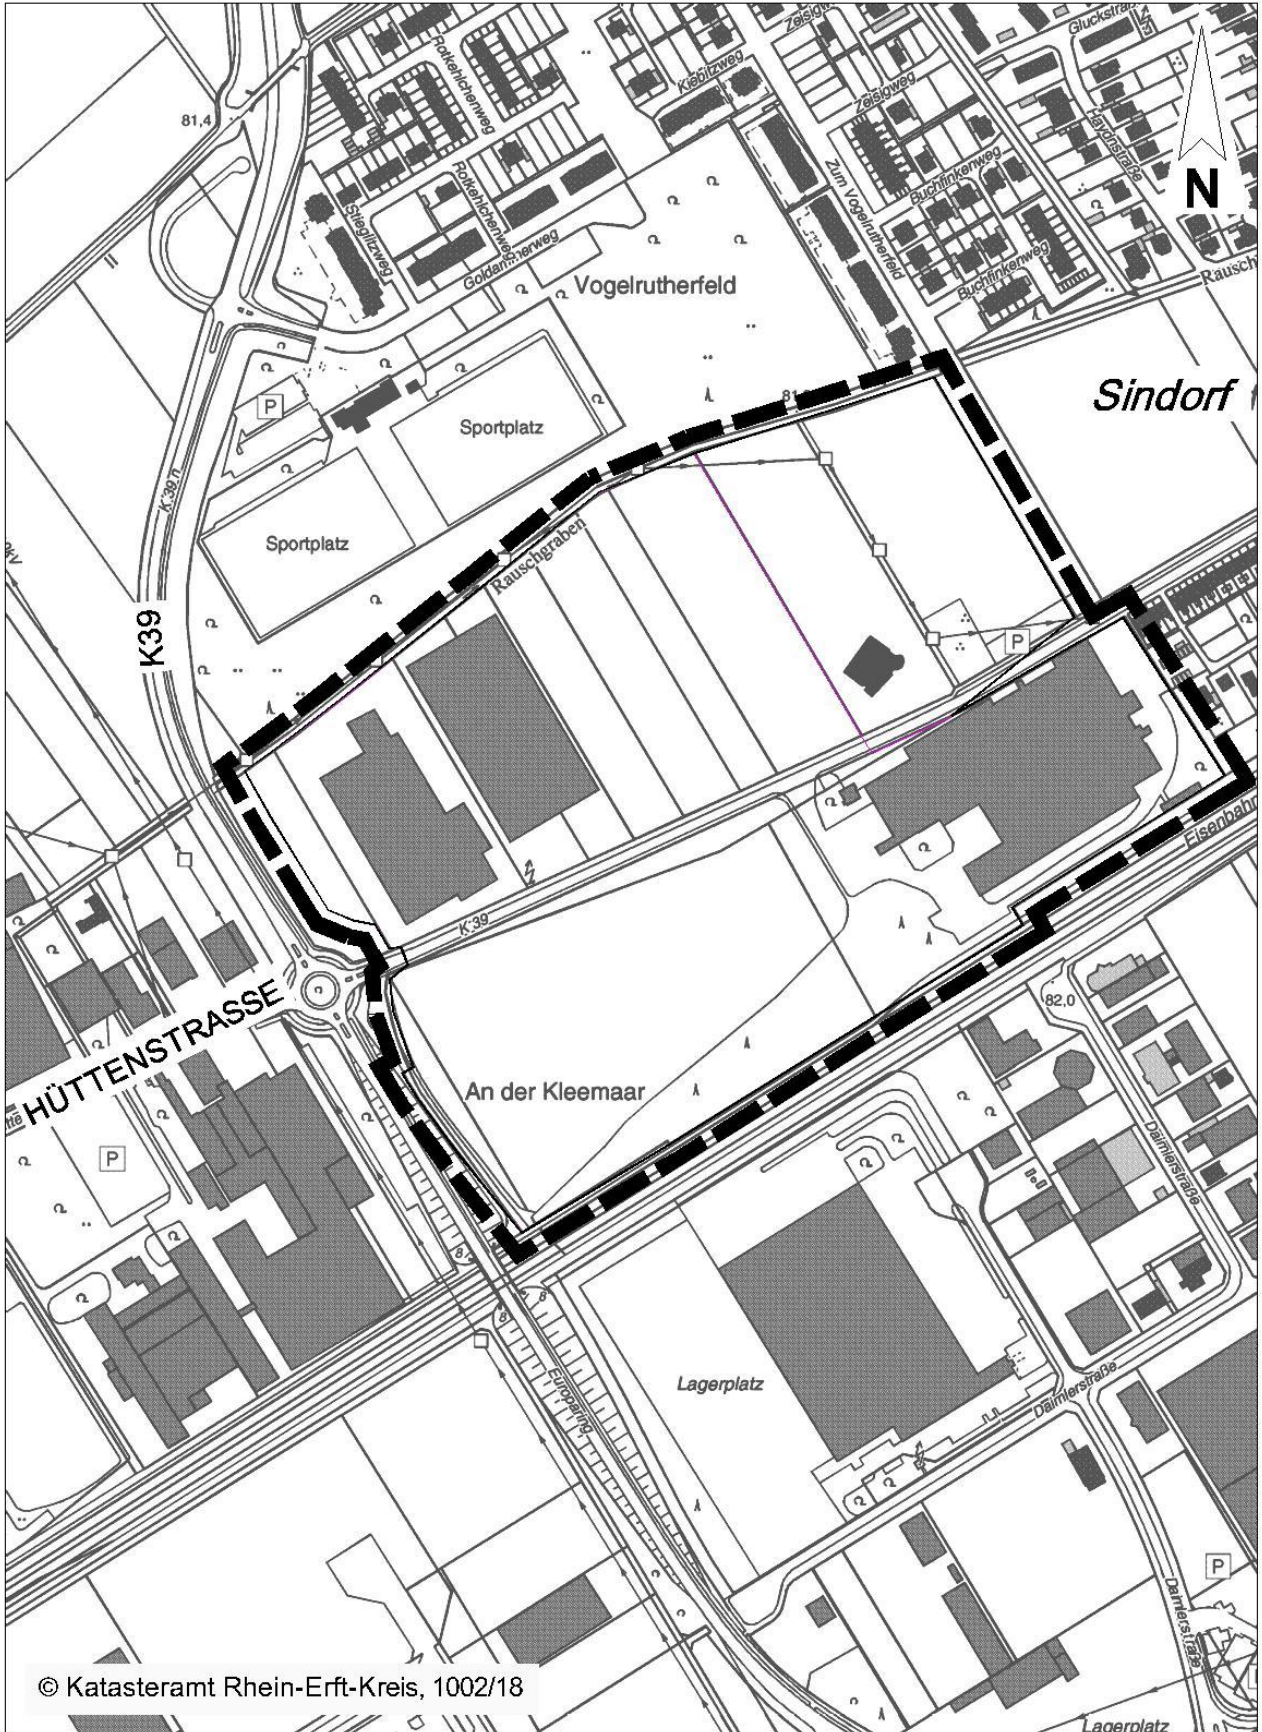 Zeisigweg
Gluckstraße
Rotkehlchenweg
Kiebitzweg
Zeisigweg
81,4
Haydnstraße
N
Rotkehlchenweg
Zum Vogelrutherfeld
Buchfinkenweg
Stieglitzweg
Goldammerweg
Buchfinkenweg
Rausch
Vogelrutherfeld
Sindorf
P
Sportplatz
K 39 n
Sportplatz
Rauschgraben
K39
P
Eisenbahn
K 39
HÜTTENSTRASSE
82,0
An der Kleemaar
P
Daimlerstraße
Europaring
Lagerplatz
Daimlerstraße
P
Daimlerstraße
© Katasteramt Rhein-Erft-Kreis, 1002/18
Lagerplatz